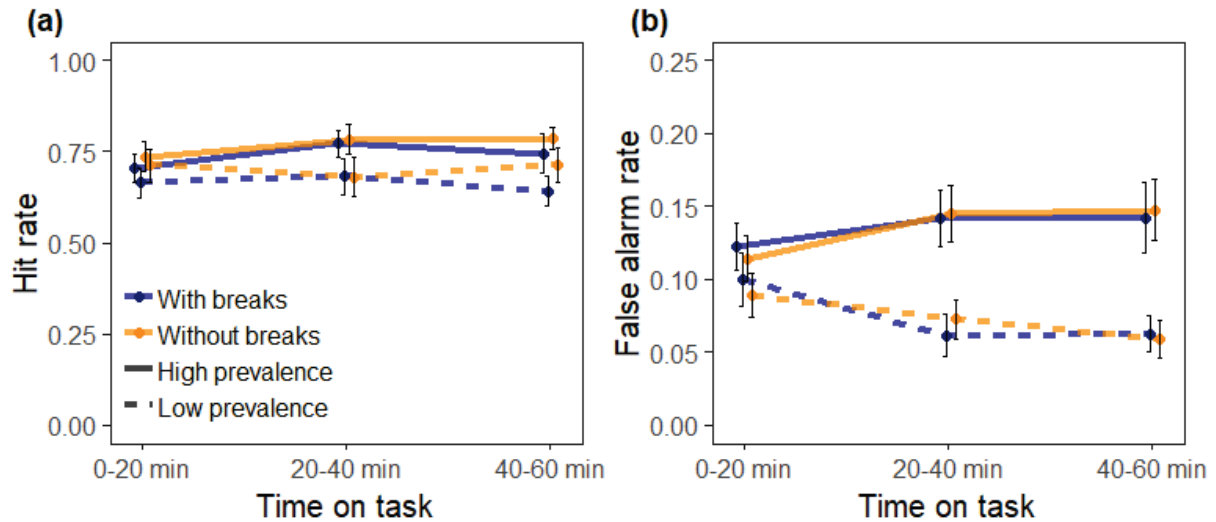 (a)
Hit rate
1.00
0.75
0.50
0.25
0.00
With breaks
Without breaks
High prevalence
Low prevalence
0-20 min 20-40 min 40-60 min
Time on task
(b)
False alarm rate
0.25
0.20
0.15
0.10
0.05
0.00
0-20 min 20-40 min 40-60 min
Time on task